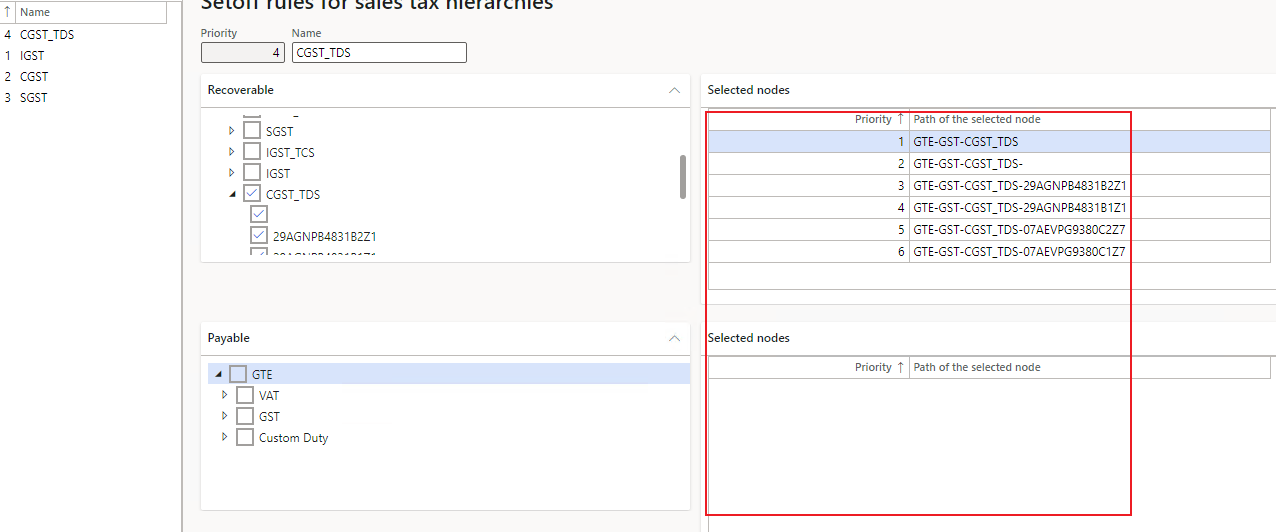 Setoff rules for sales tax hierarchies
↑ Name
4 CGST_TDS
1 IGST
2 CGST
3 SGST
Priority Name
4 CGST_TDS
Recoverable
SGST
IGST_TCS
IGST
CGST_TDS
29AGNPB4831B2Z1
29AGNPB4831B1Z1
Selected nodes
Priority ↑ Path of the selected node
1 GTE-GST-CGST_TDS
2 GTE-GST-CGST_TDS-
3 GTE-GST-CGST_TDS-29AGNPB4831B2Z1
4 GTE-GST-CGST_TDS-29AGNPB4831B1Z1
5 GTE-GST-CGST_TDS-07AEVPG9380C2Z7
6 GTE-GST-CGST_TDS-07AEVPG9380C1Z7
Payable
GTE
VAT
GST
Custom Duty
Selected nodes
Priority ↑ Path of the selected node